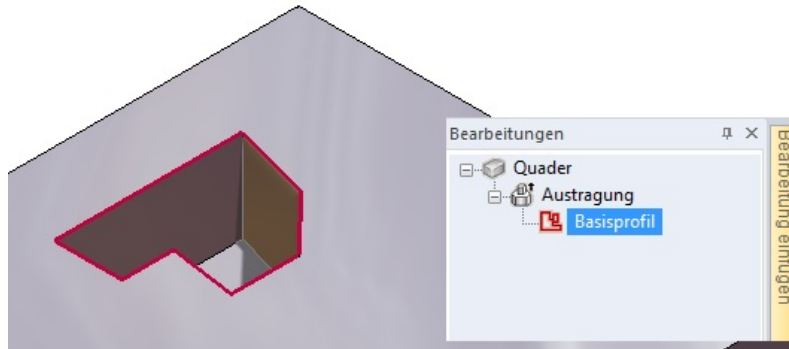 Bearbeitungen
Quader
Austragung
Basisprofil
Bearbeitung einfügen